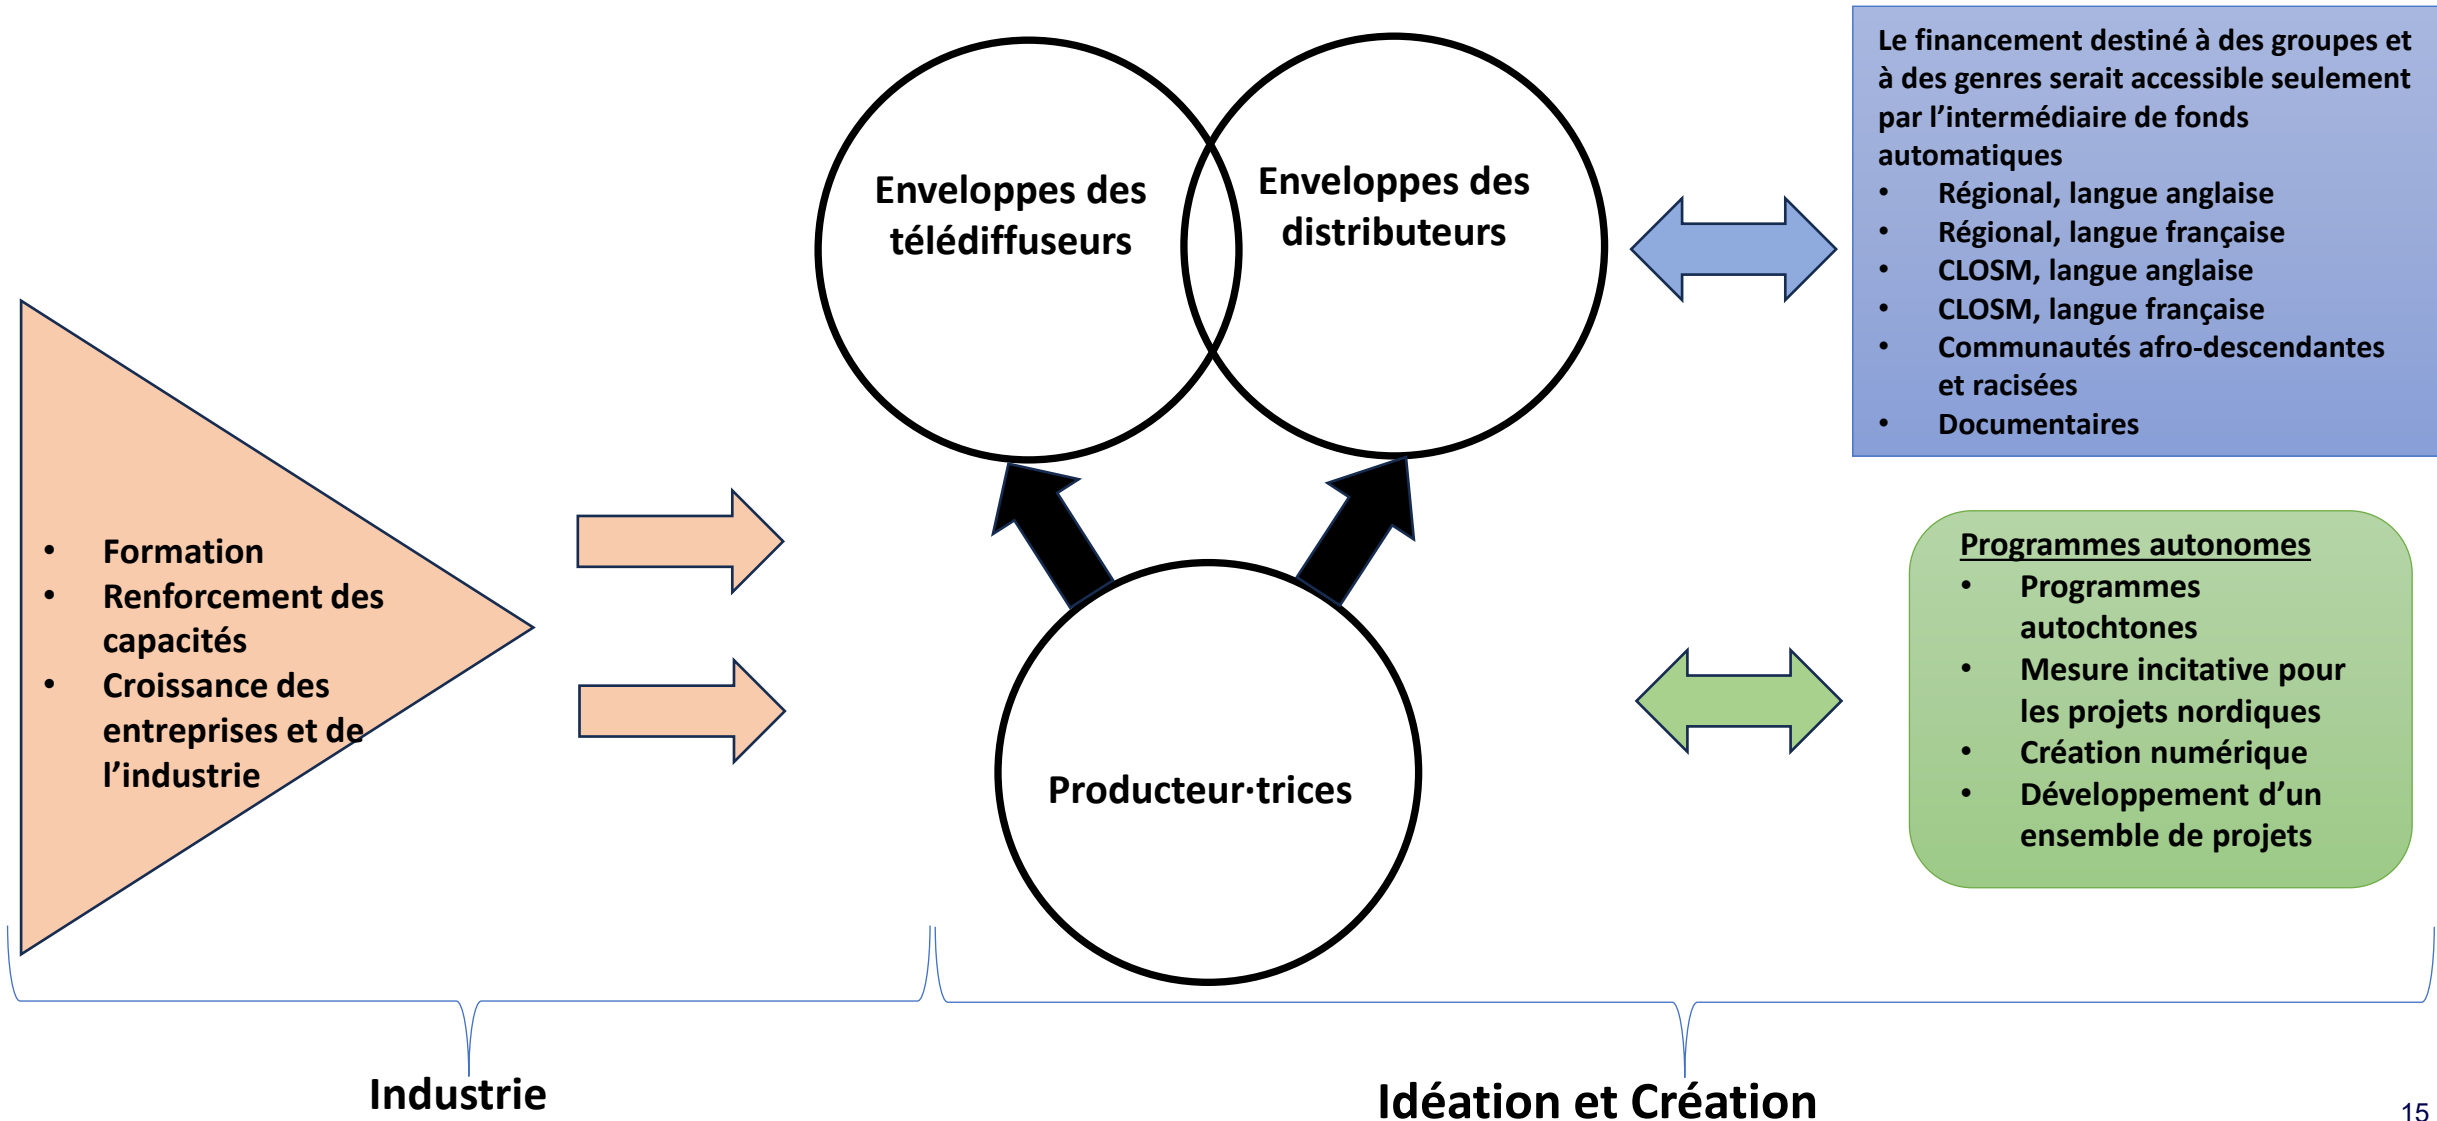 • Formation
• Renforcement des
capacités
• Croissance des
entreprises et de
l’industrie
Enveloppes des
télédiffuseurs
Enveloppes des
distributeurs
Producteur·trices
Le financement destiné à des groupes et
à des genres serait accessible seulement
par l’intermédiaire de fonds
automatiques
• Régional, langue anglaise
• Régional, langue française
• CLOSM, langue anglaise
• CLOSM, langue française
• Communautés afro-descendantes
et racisées
• Documentaires
Programmes autonomes
• Programmes
autochtones
• Mesure incitative pour
les projets nordiques
• Création numérique
• Développement d’un
ensemble de projets
Industrie
Idéation et Création
15